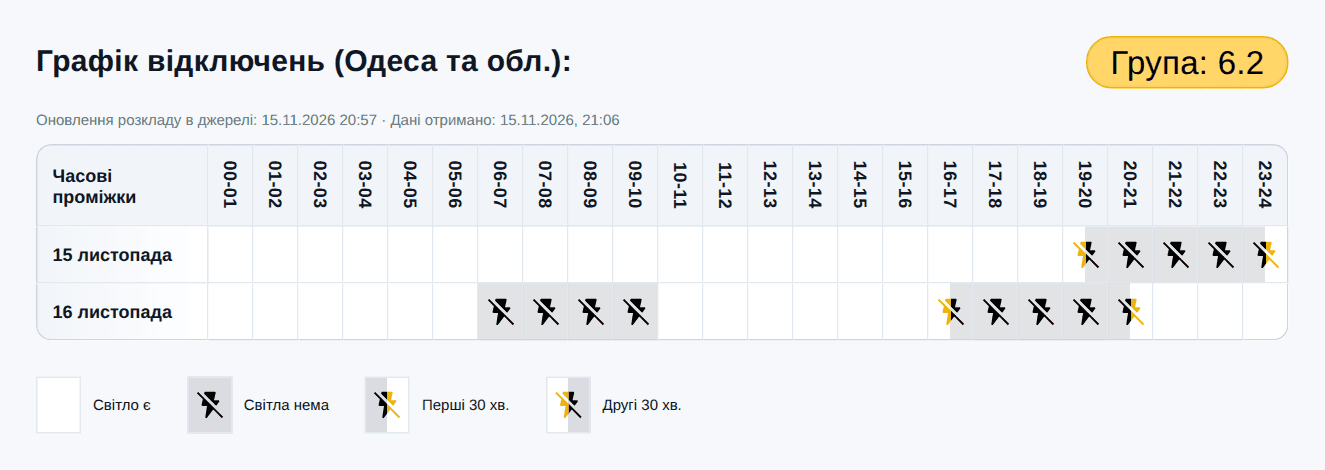 Графік відключень (Одеса та обл.):
Група: 6.2
Оновлення розкладу в джерелі: 15.11.2026 20:57 · Дані отримано: 15.11.2026, 21:06
Часові
проміжки
00-01 01-02 02-03 03-04 04-05 05-06 06-07 07-08 08-09 09-10 10-11 11-12 12-13 13-14 14-15 15-16 16-17 17-18 18-19 19-20 20-21 21-22 22-23 23-24
15 листопада
16 листопада
Світло є
Світла нема
Перші 30 хв.
Другі 30 хв.